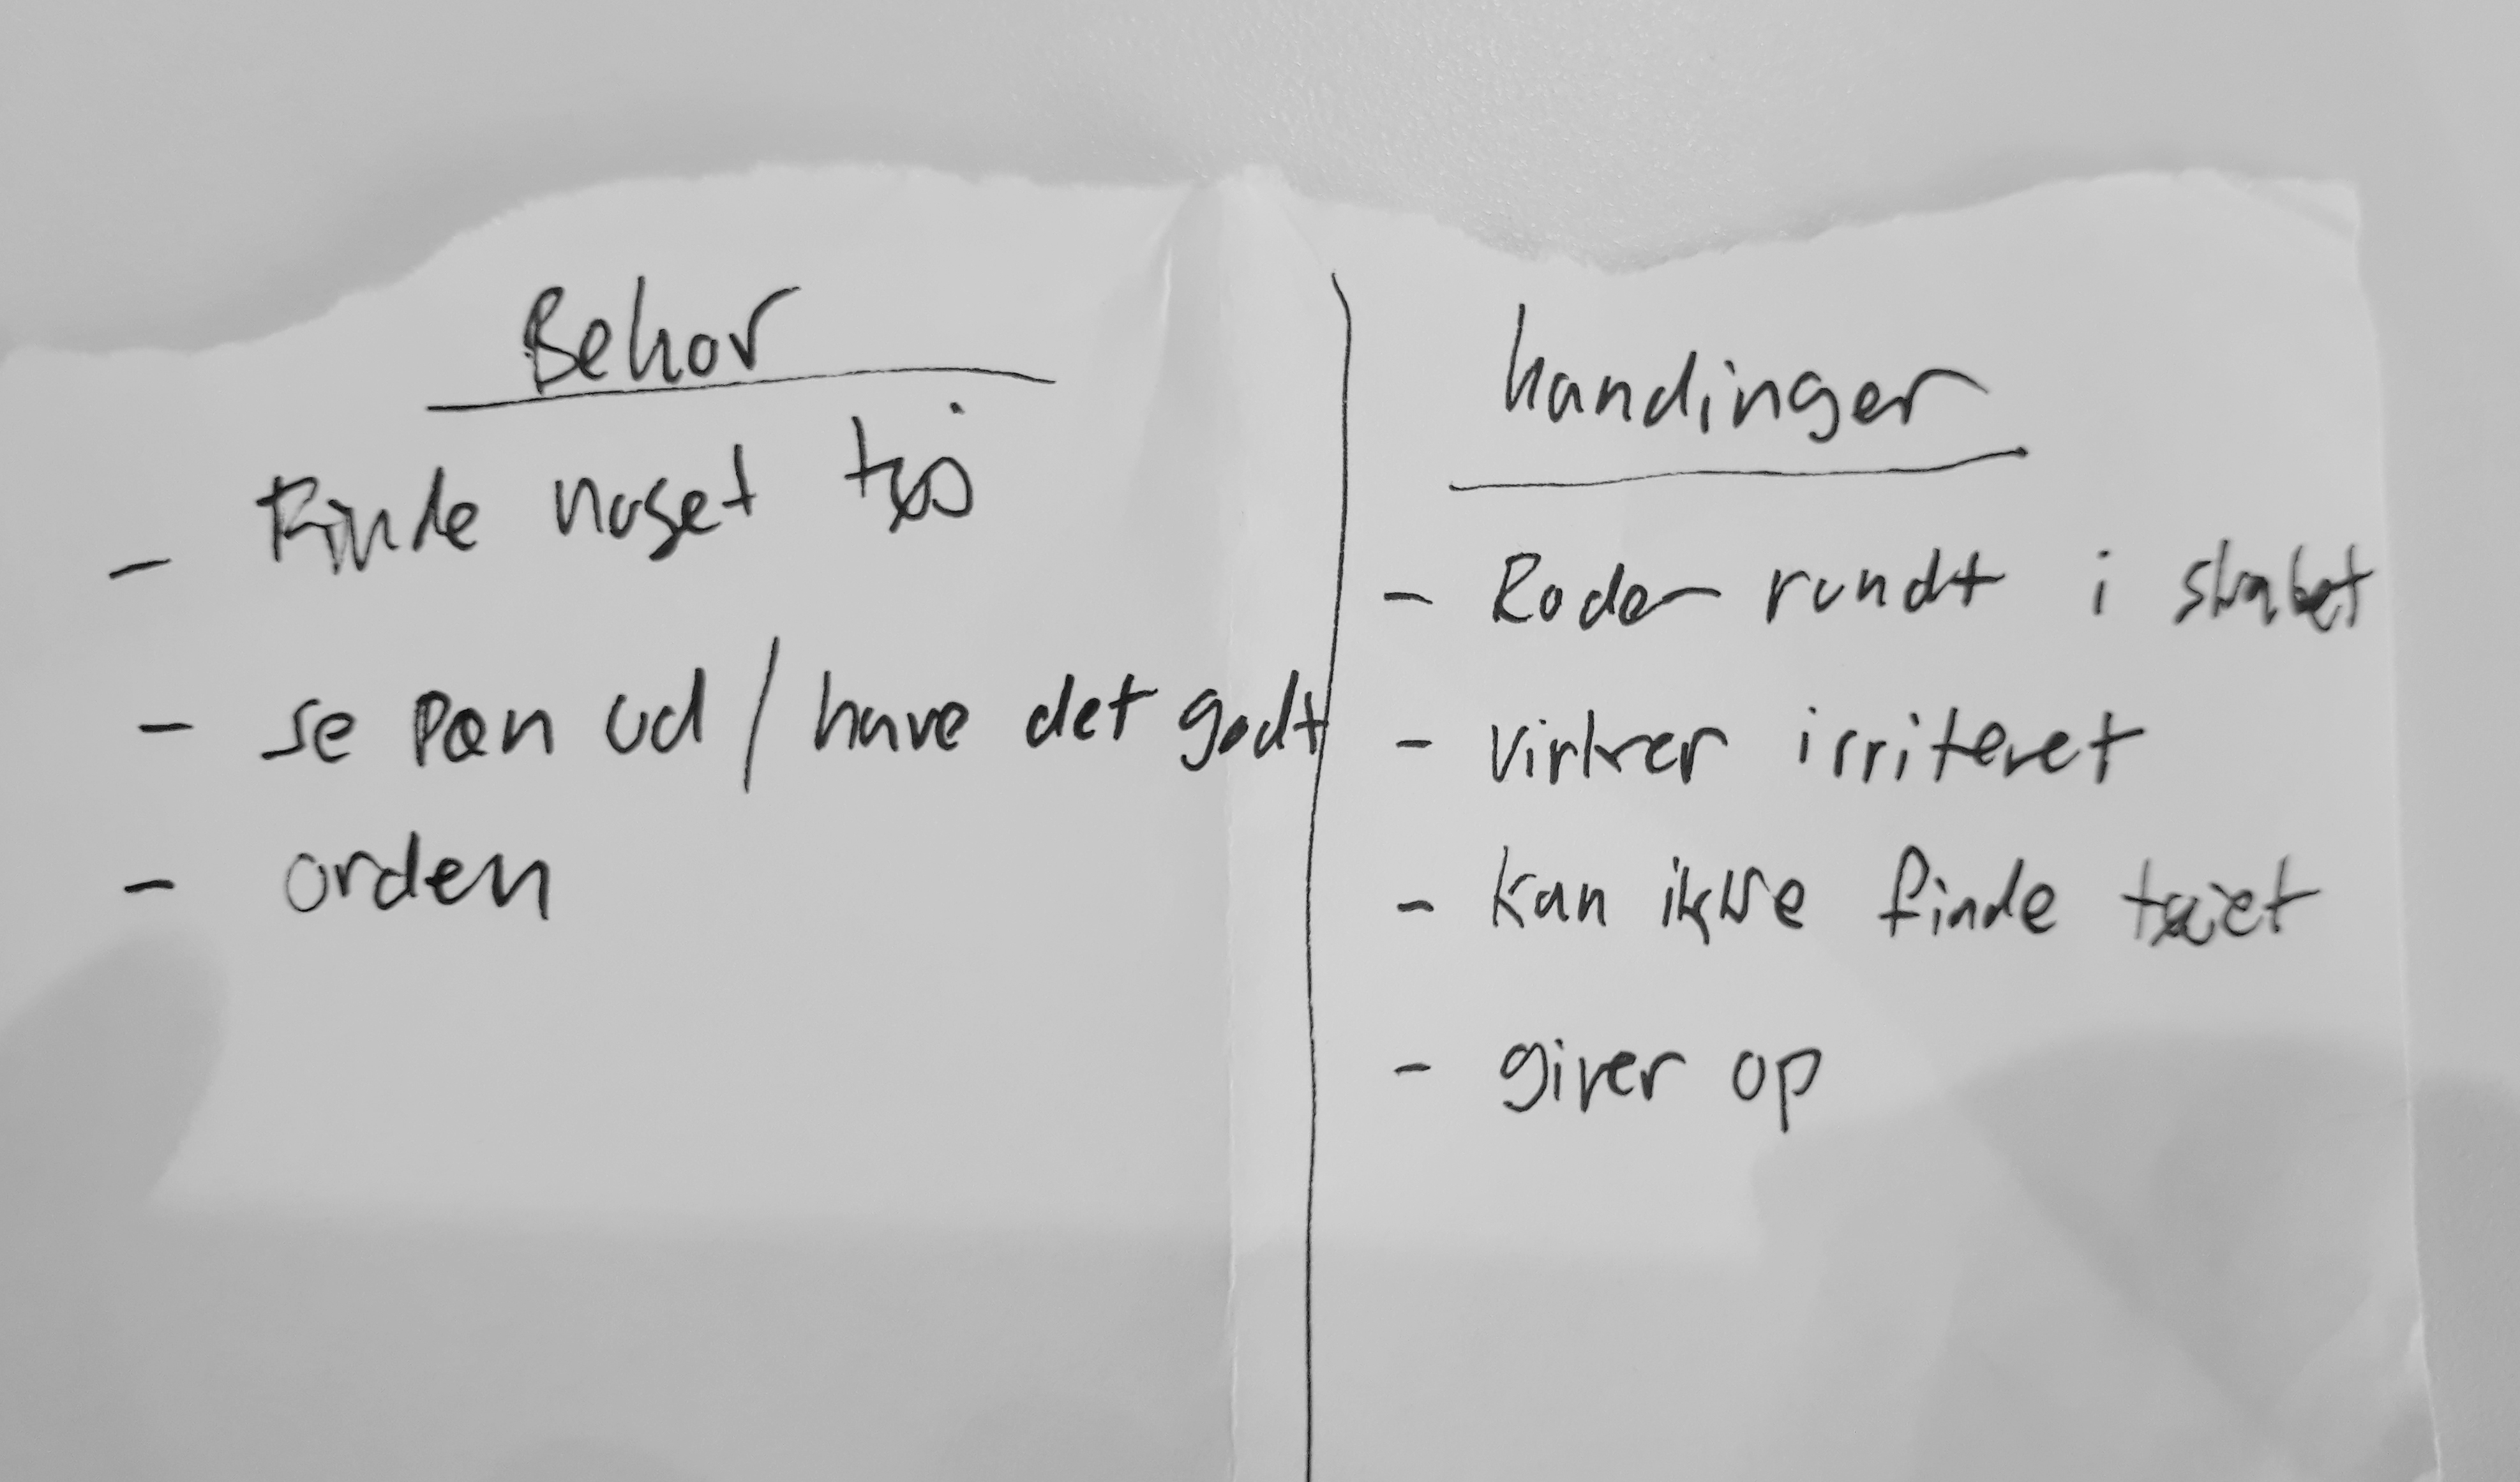 Behov
- Finde noget tøj
- se pæn ud / have det godt
- orden
handinger
- Roder rundt i skabet
- virker irriteret
- kan ikke finde tøjet
- giver op